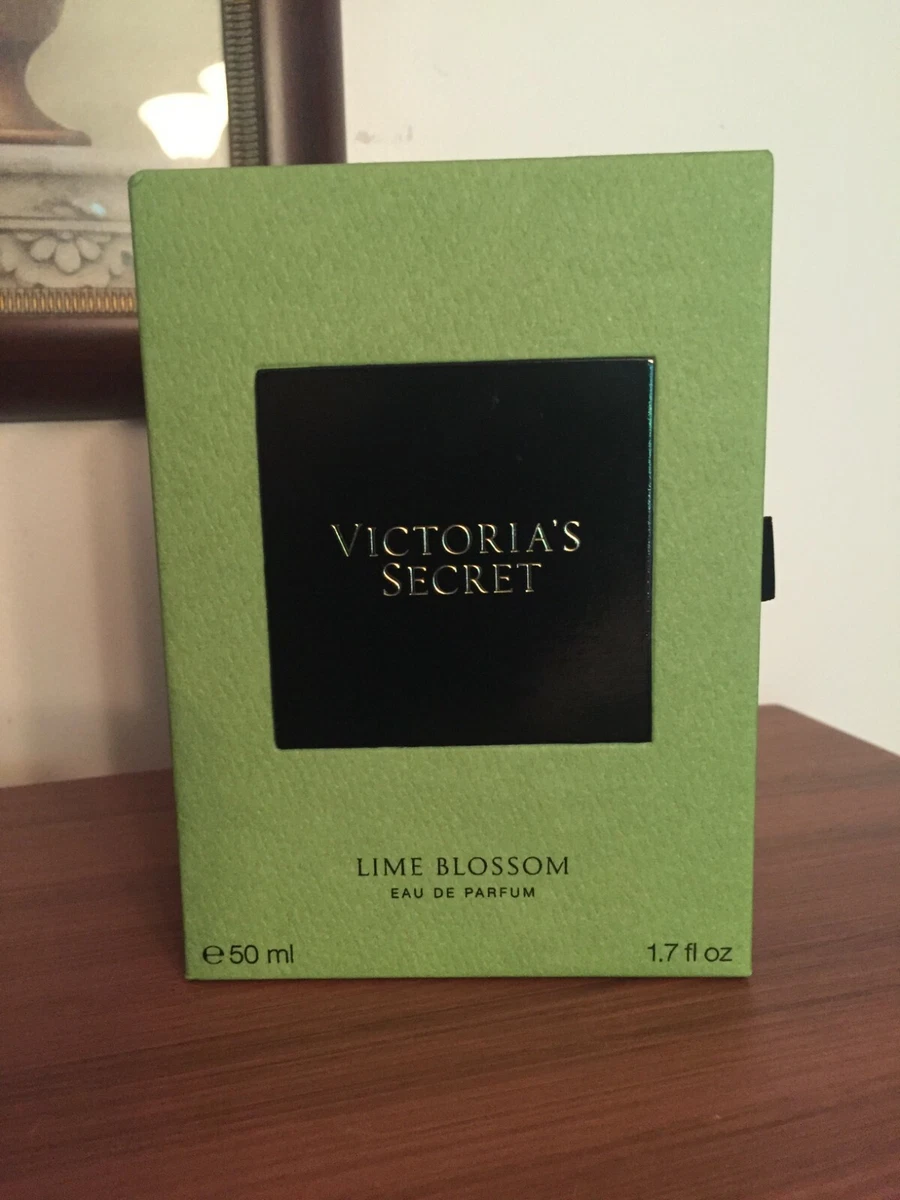 VICTORIA'S
SECRET
LIME BLOSSOM
EAU DE PARFUM
℮ 50 ml 1.7 fl oz